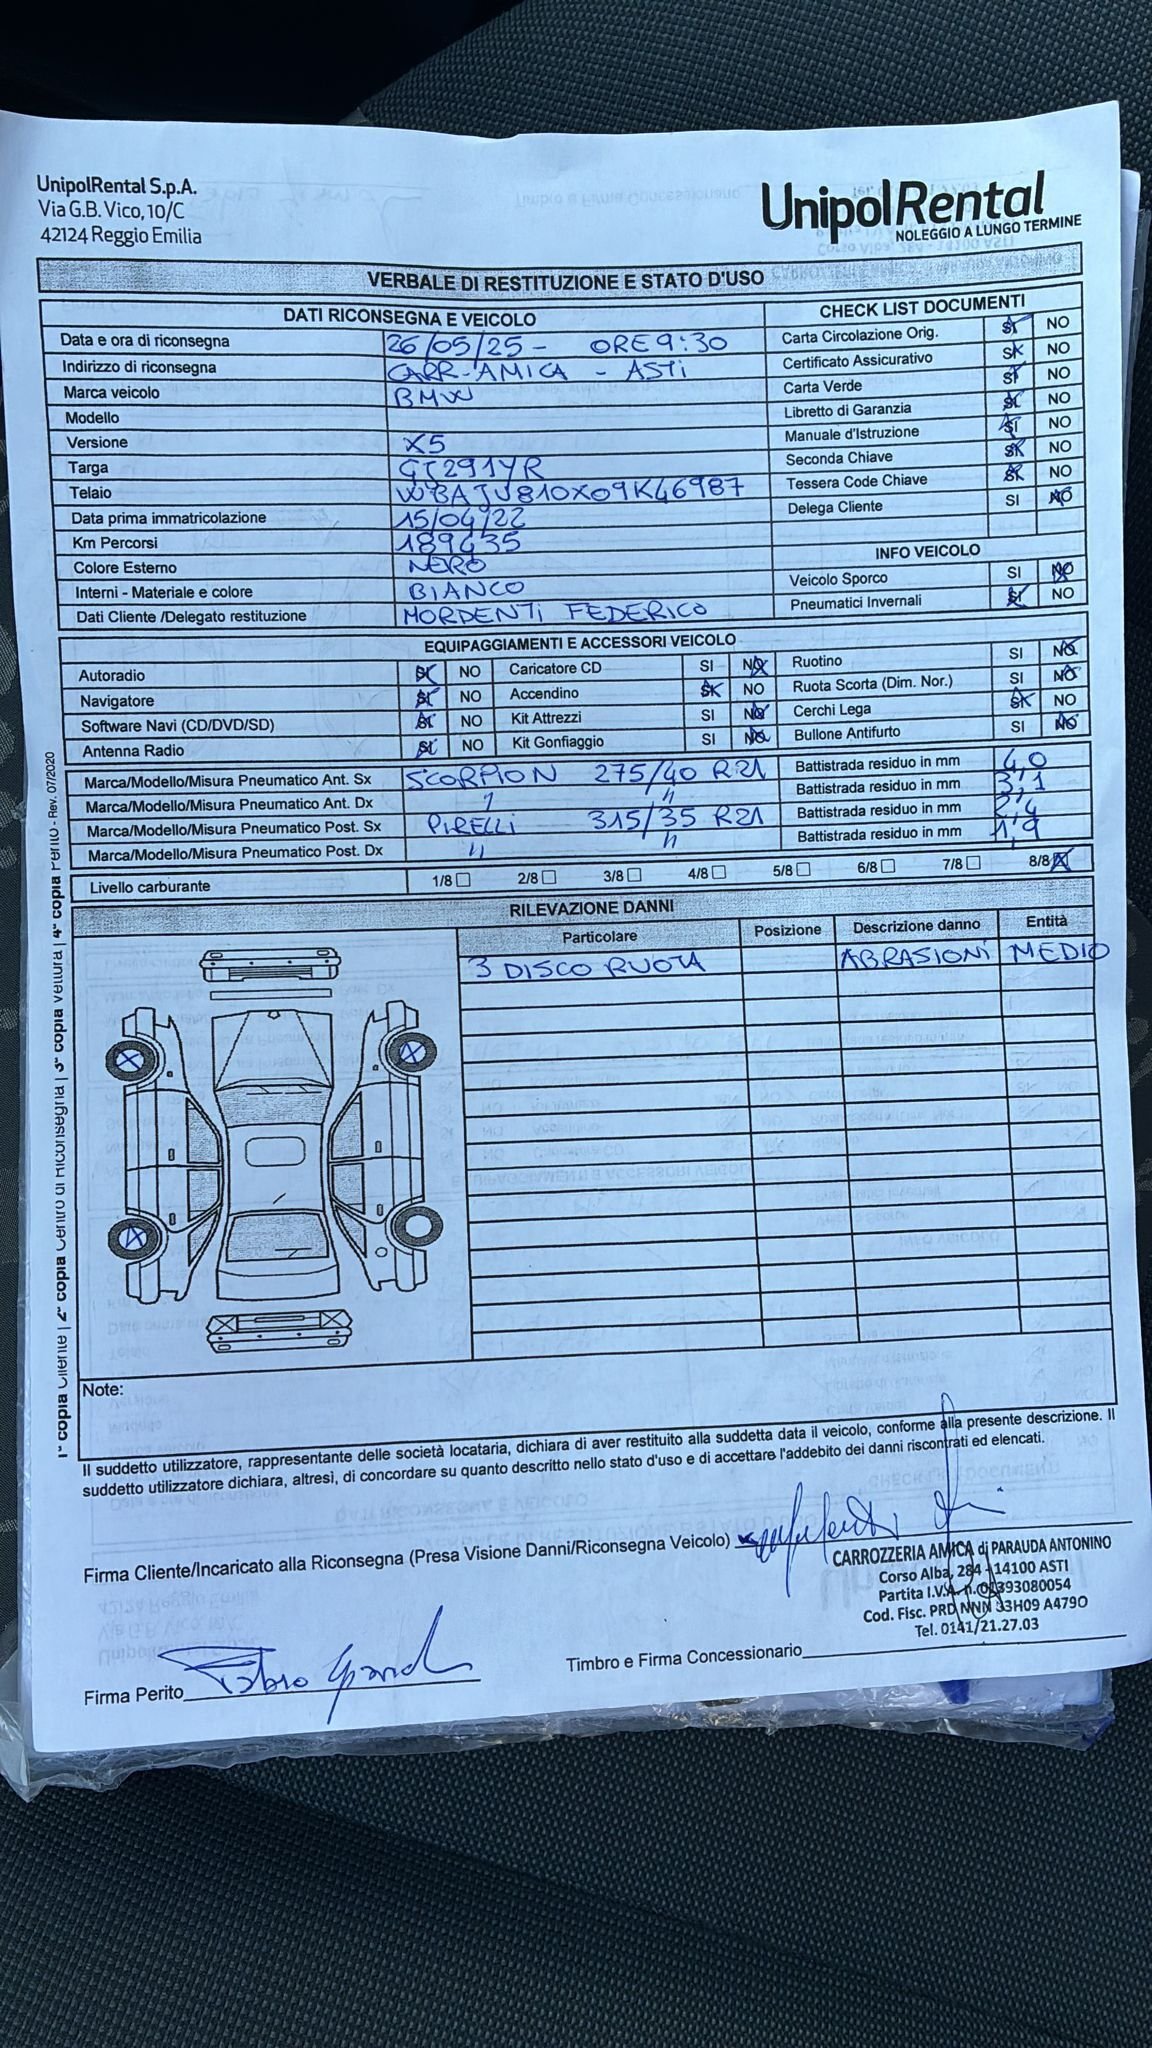 UnipolRental S.p.A.
Via G.B. Vico, 10/C
42124 Reggio Emilia
UnipolRental
NOLEGGIO A LUNGO TERMINE
VERBALE DI RESTITUZIONE E STATO D'USO
DATI RICONSEGNA E VEICOLO
Data e ora di riconsegna 26/05/25 - ORE 9:30
Indirizzo di riconsegna CARR-AMICA - ASTI
Marca veicolo BMW
Modello
Versione X5
Targa GJ291YR
Telaio WBAJU810X09K46987
Data prima immatricolazione 15/04/22
Km Percorsi 189435
Colore Esterno NERO
Interni - Materiale e colore BIANCO
Dati Cliente /Delegato restituzione MORDENTI FEDERICO
CHECK LIST DOCUMENTI
Carta Circolazione Orig. SI NO
Certificato Assicurativo SI NO
Carta Verde SI NO
Libretto di Garanzia SI NO
Manuale d'Istruzione SI NO
Seconda Chiave SI NO
Tessera Code Chiave SI NO
Delega Cliente SI NO
INFO VEICOLO
Veicolo Sporco SI NO
Pneumatici Invernali SI NO
EQUIPAGGIAMENTI E ACCESSORI VEICOLO
Autoradio SI NO Caricatore CD SI NO Ruotino SI NO
Navigatore SI NO Accendino SI NO Ruota Scorta (Dim. Nor.) SI NO
Software Navi (CD/DVD/SD) SI NO Kit Attrezzi SI NO Cerchi Lega SI NO
Antenna Radio SI NO Kit Gonfiaggio SI NO Bullone Antifurto SI NO
Marca/Modello/Misura Pneumatico Ant. Sx SCORPION 275/40 R21 Battistrada residuo in mm 4,0
Marca/Modello/Misura Pneumatico Ant. Dx " " Battistrada residuo in mm 3,1
Marca/Modello/Misura Pneumatico Post. Sx PIRELLI 315/35 R21 Battistrada residuo in mm 2,4
Marca/Modello/Misura Pneumatico Post. Dx " " Battistrada residuo in mm 1,9
Livello carburante 1/8 2/8 3/8 4/8 5/8 6/8 7/8 8/8
RILEVAZIONE DANNI
Particolare Posizione Descrizione danno Entità
3 DISCO RUOTA ABRASIONI MEDIO
Note:
Il suddetto utilizzatore, rappresentante delle società locataria, dichiara di aver restituito alla suddetta data il veicolo, conforme alla presente descrizione. Il
suddetto utilizzatore dichiara, altresì, di concordare su quanto descritto nello stato d'uso e di accettare l'addebito dei danni riscontrati ed elencati.
Firma Cliente/Incaricato alla Riconsegna (Presa Visione Danni/Riconsegna Veicolo)
CARROZZERIA AMICA di PARAUDA ANTONINO
Corso Alba, 284 - 14100 ASTI
Partita I.V.A. n. 01393080054
Cod. Fisc. PRD NNN 33H09 A479O
Tel. 0141/21.27.03
Timbro e Firma Concessionario
Firma Perito
1° copia Cliente | 2° copia Centro di Riconsegna | 3° copia Vettura | 4° copia Perito - Rev. 07/2020